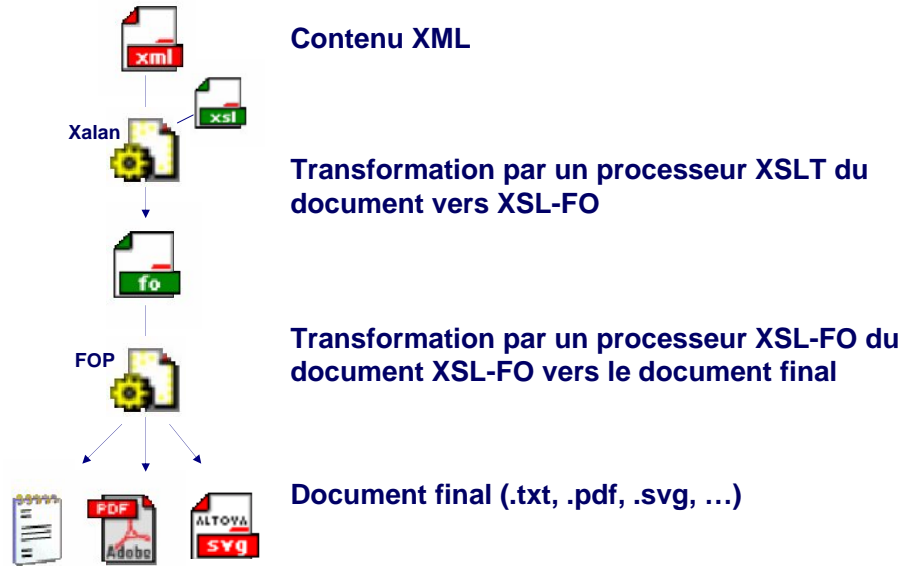 xml
Contenu XML
xsl
Xalan
Transformation par un processeur XSLT du
document vers XSL-FO
fo
Transformation par un processeur XSL-FO du
document XSL-FO vers le document final
FOP
Document final (.txt, .pdf, .svg, …)
PDF
Adobe
ALTOVA
svg